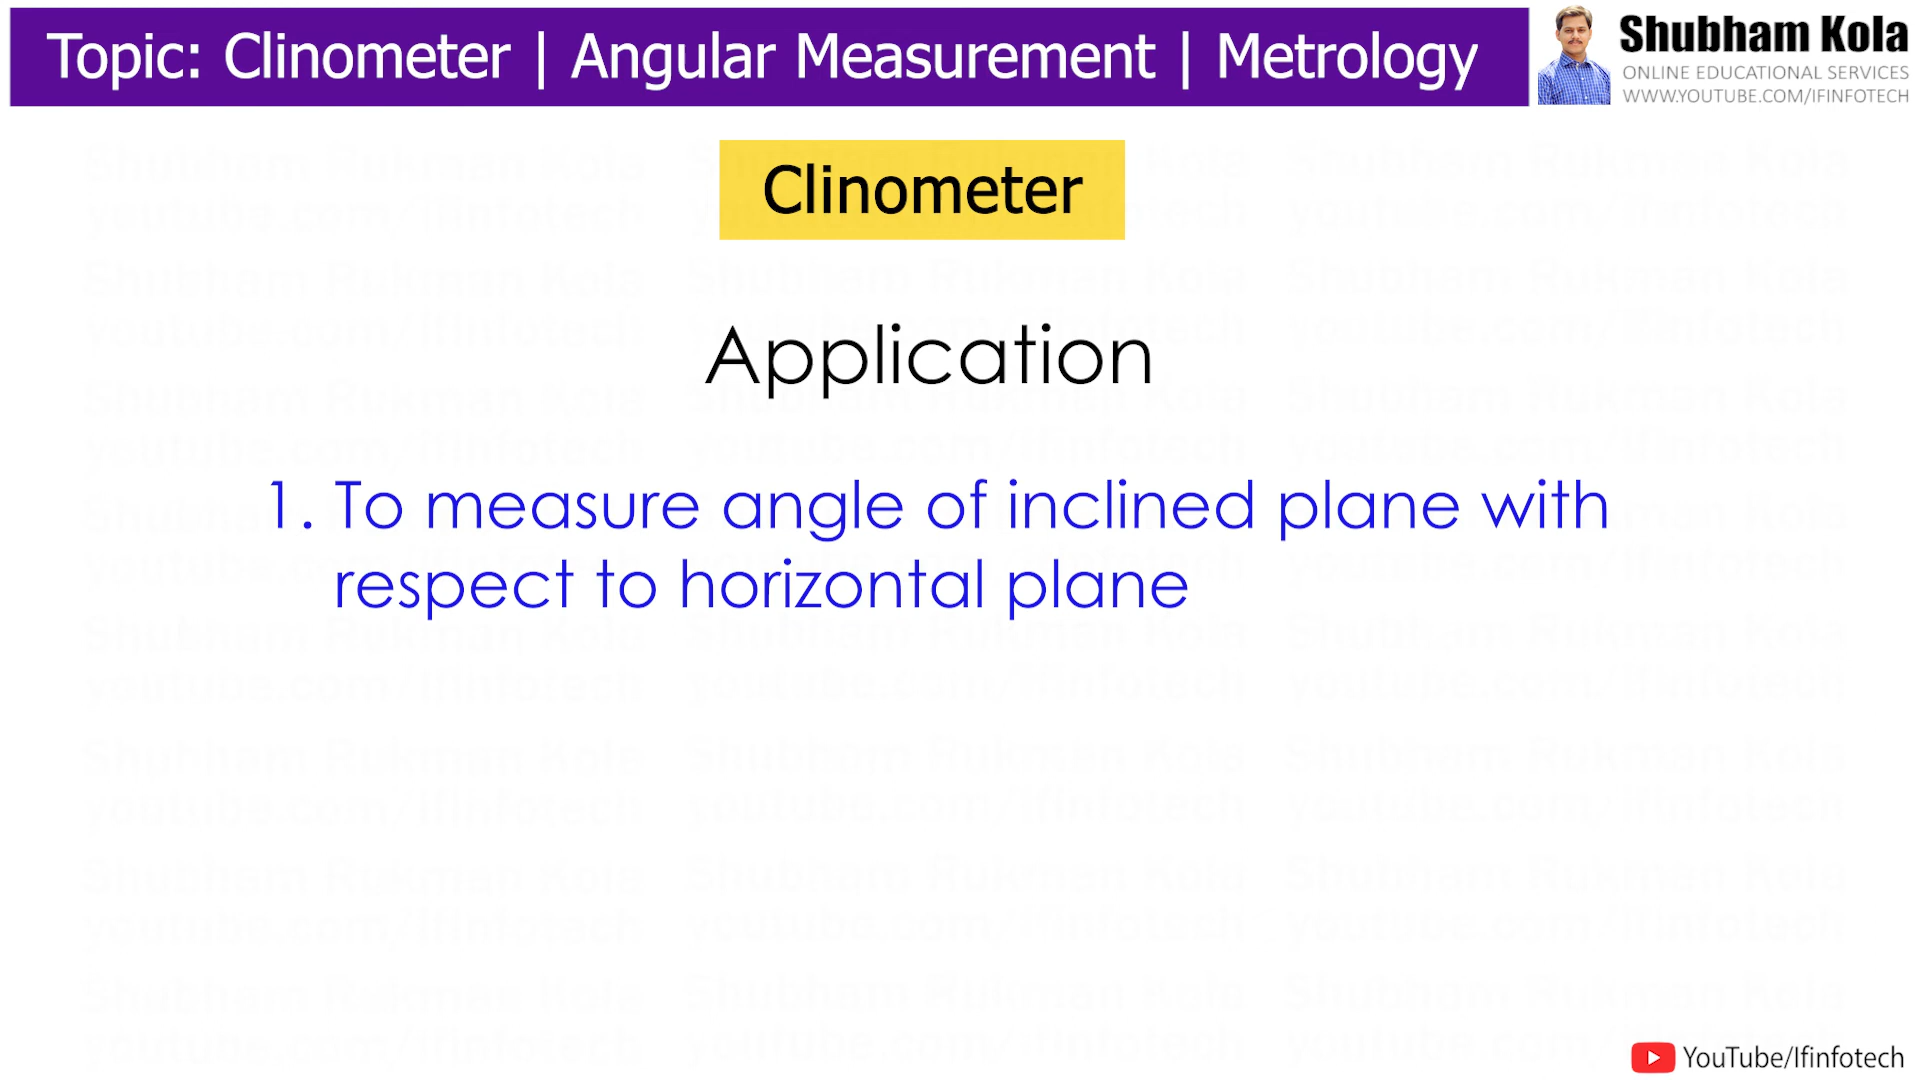 Topic: Clinometer | Angular Measurement | Metrology
Shubham Kola
ONLINE EDUCATIONAL SERVICES
WWW.YOUTUBE.COM/IFINFOTECH
Clinometer
Application
1. To measure angle of inclined plane with
respect to horizontal plane
Shubham Rukman Kola
youtube.com/ifinfotech
YouTube/Ifinfotech